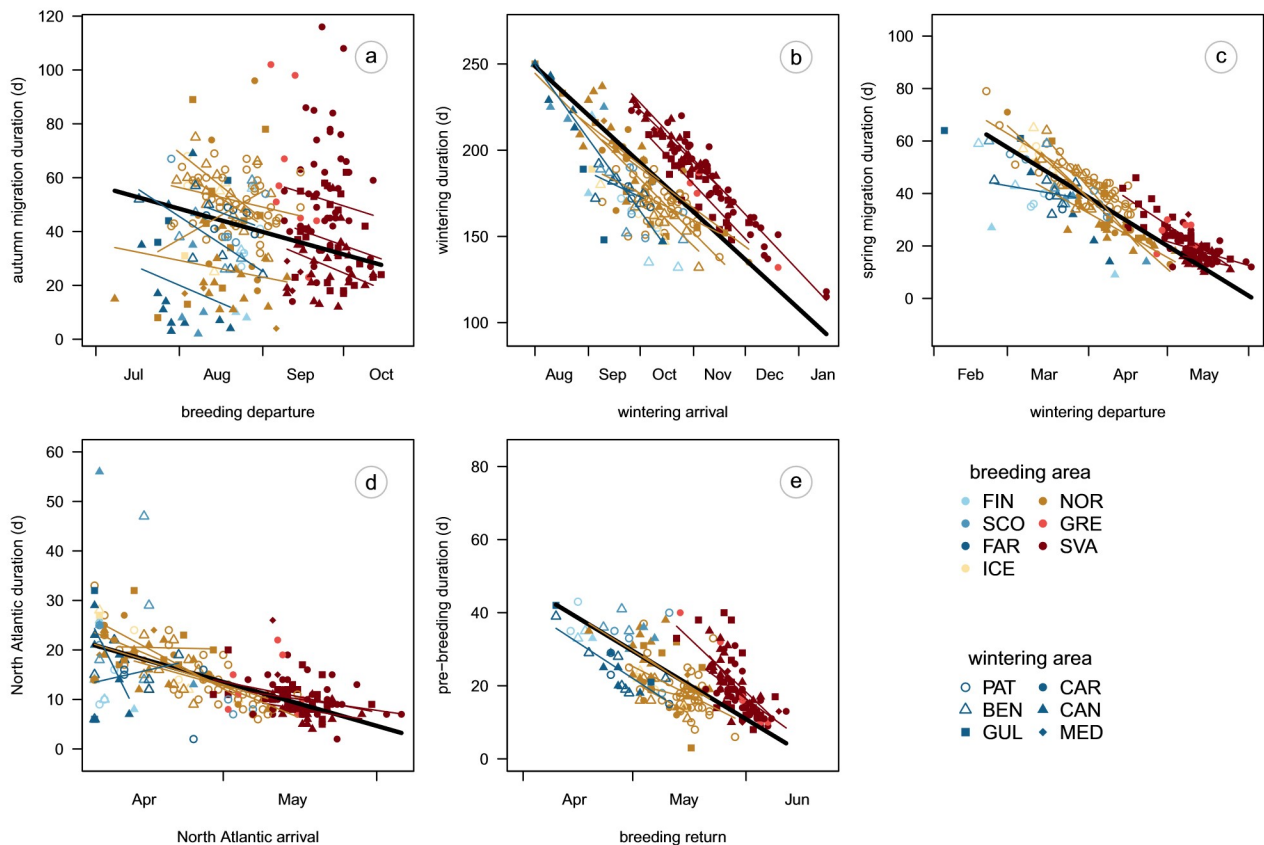 a
autumn migration duration (d)
120
100
80
60
40
20
0
Jul Aug Sep Oct
breeding departure
b
wintering duration (d)
250
200
150
100
Aug Sep Oct Nov Dec Jan
wintering arrival
c
spring migration duration (d)
100
80
60
40
20
0
Feb Mar Apr May
wintering departure
d
North Atlantic duration (d)
60
50
40
30
20
10
0
Apr May
North Atlantic arrival
e
pre-breeding duration (d)
80
60
40
20
0
Apr May Jun
breeding return
breeding area
FIN NOR
SCO GRE
FAR SVA
ICE
wintering area
PAT CAR
BEN CAN
GUL MED